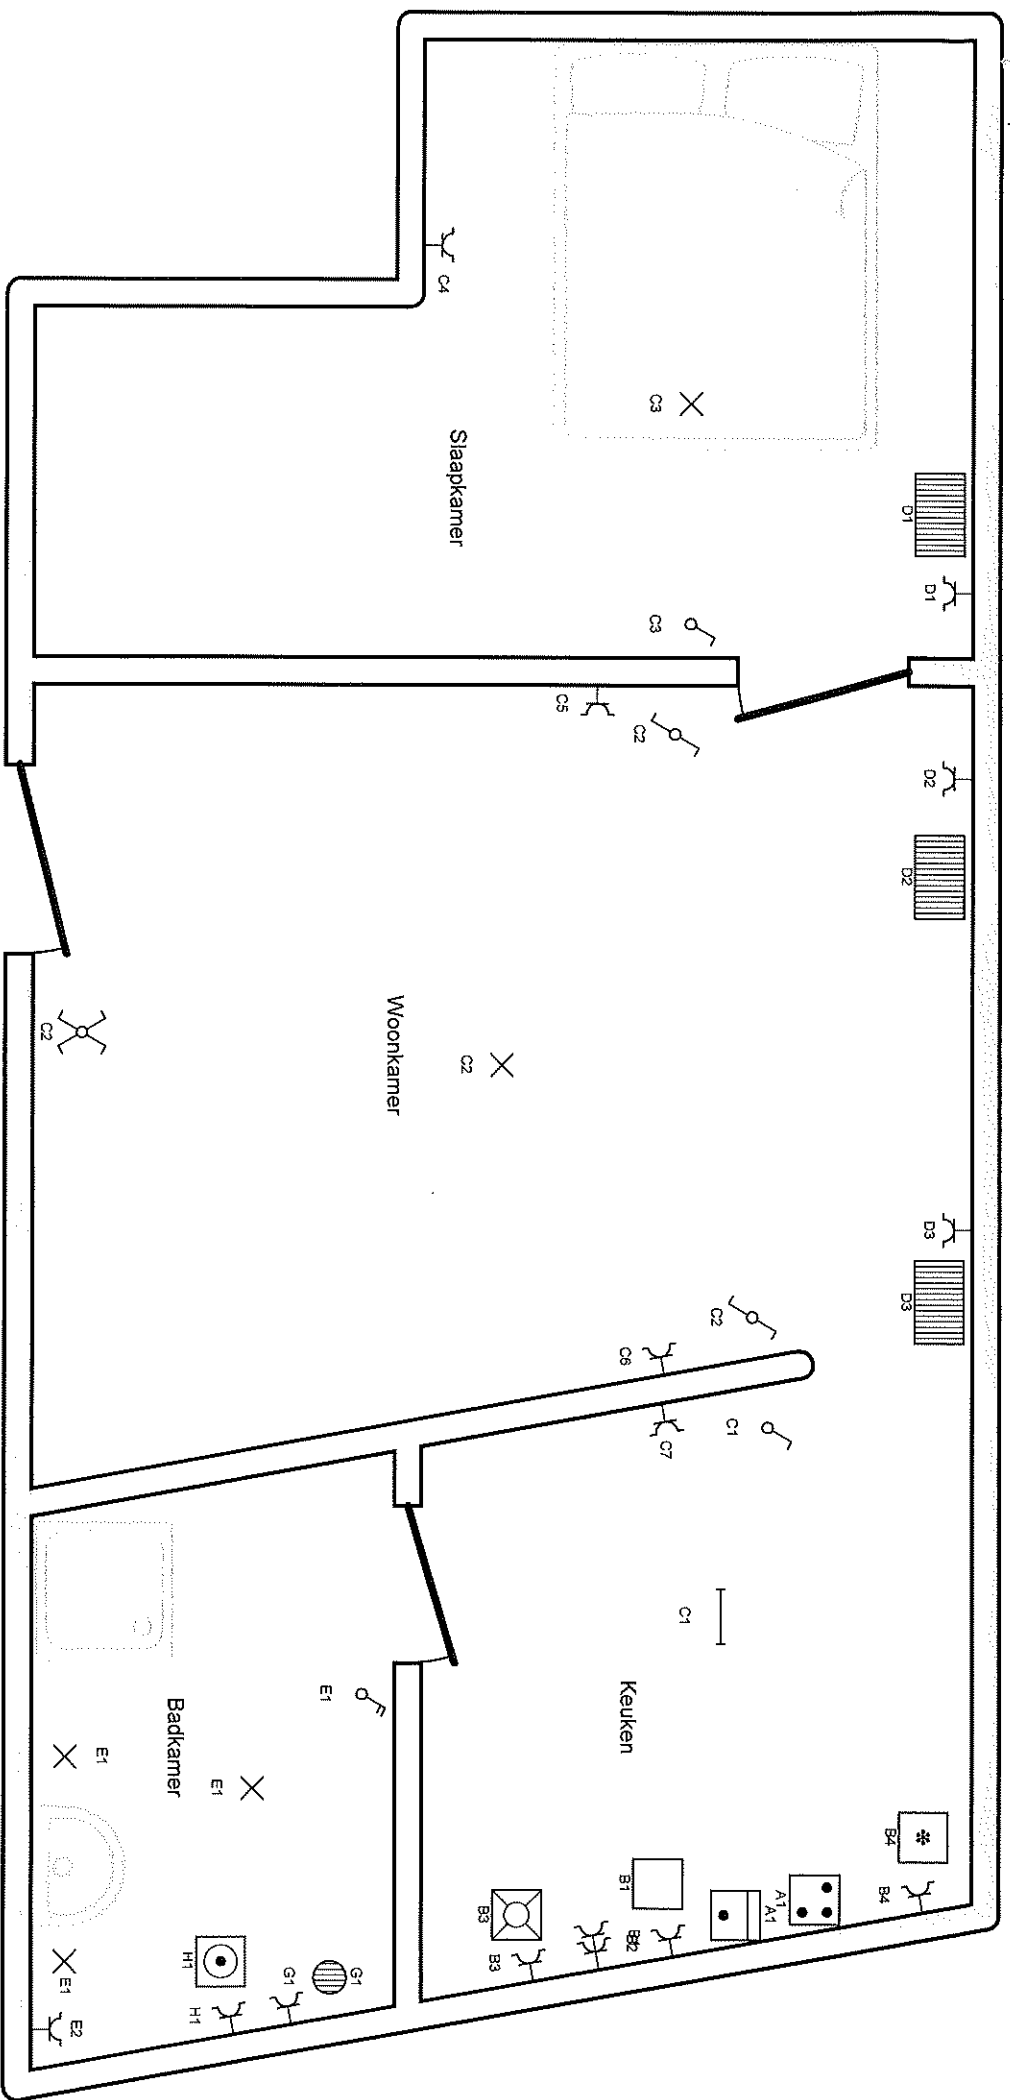 D1
D1
D2
D2
D3
D3
B4
B4
A1
A1
C1
C2
C1
C7
C3
C3
C2
C6
Keuken
B1
B2
C5
B3
B3
C2
Slaapkamer
C4
Woonkamer
G1
G1
E1
E1
H1
H1
Badkamer
E1
E2
E1
C2